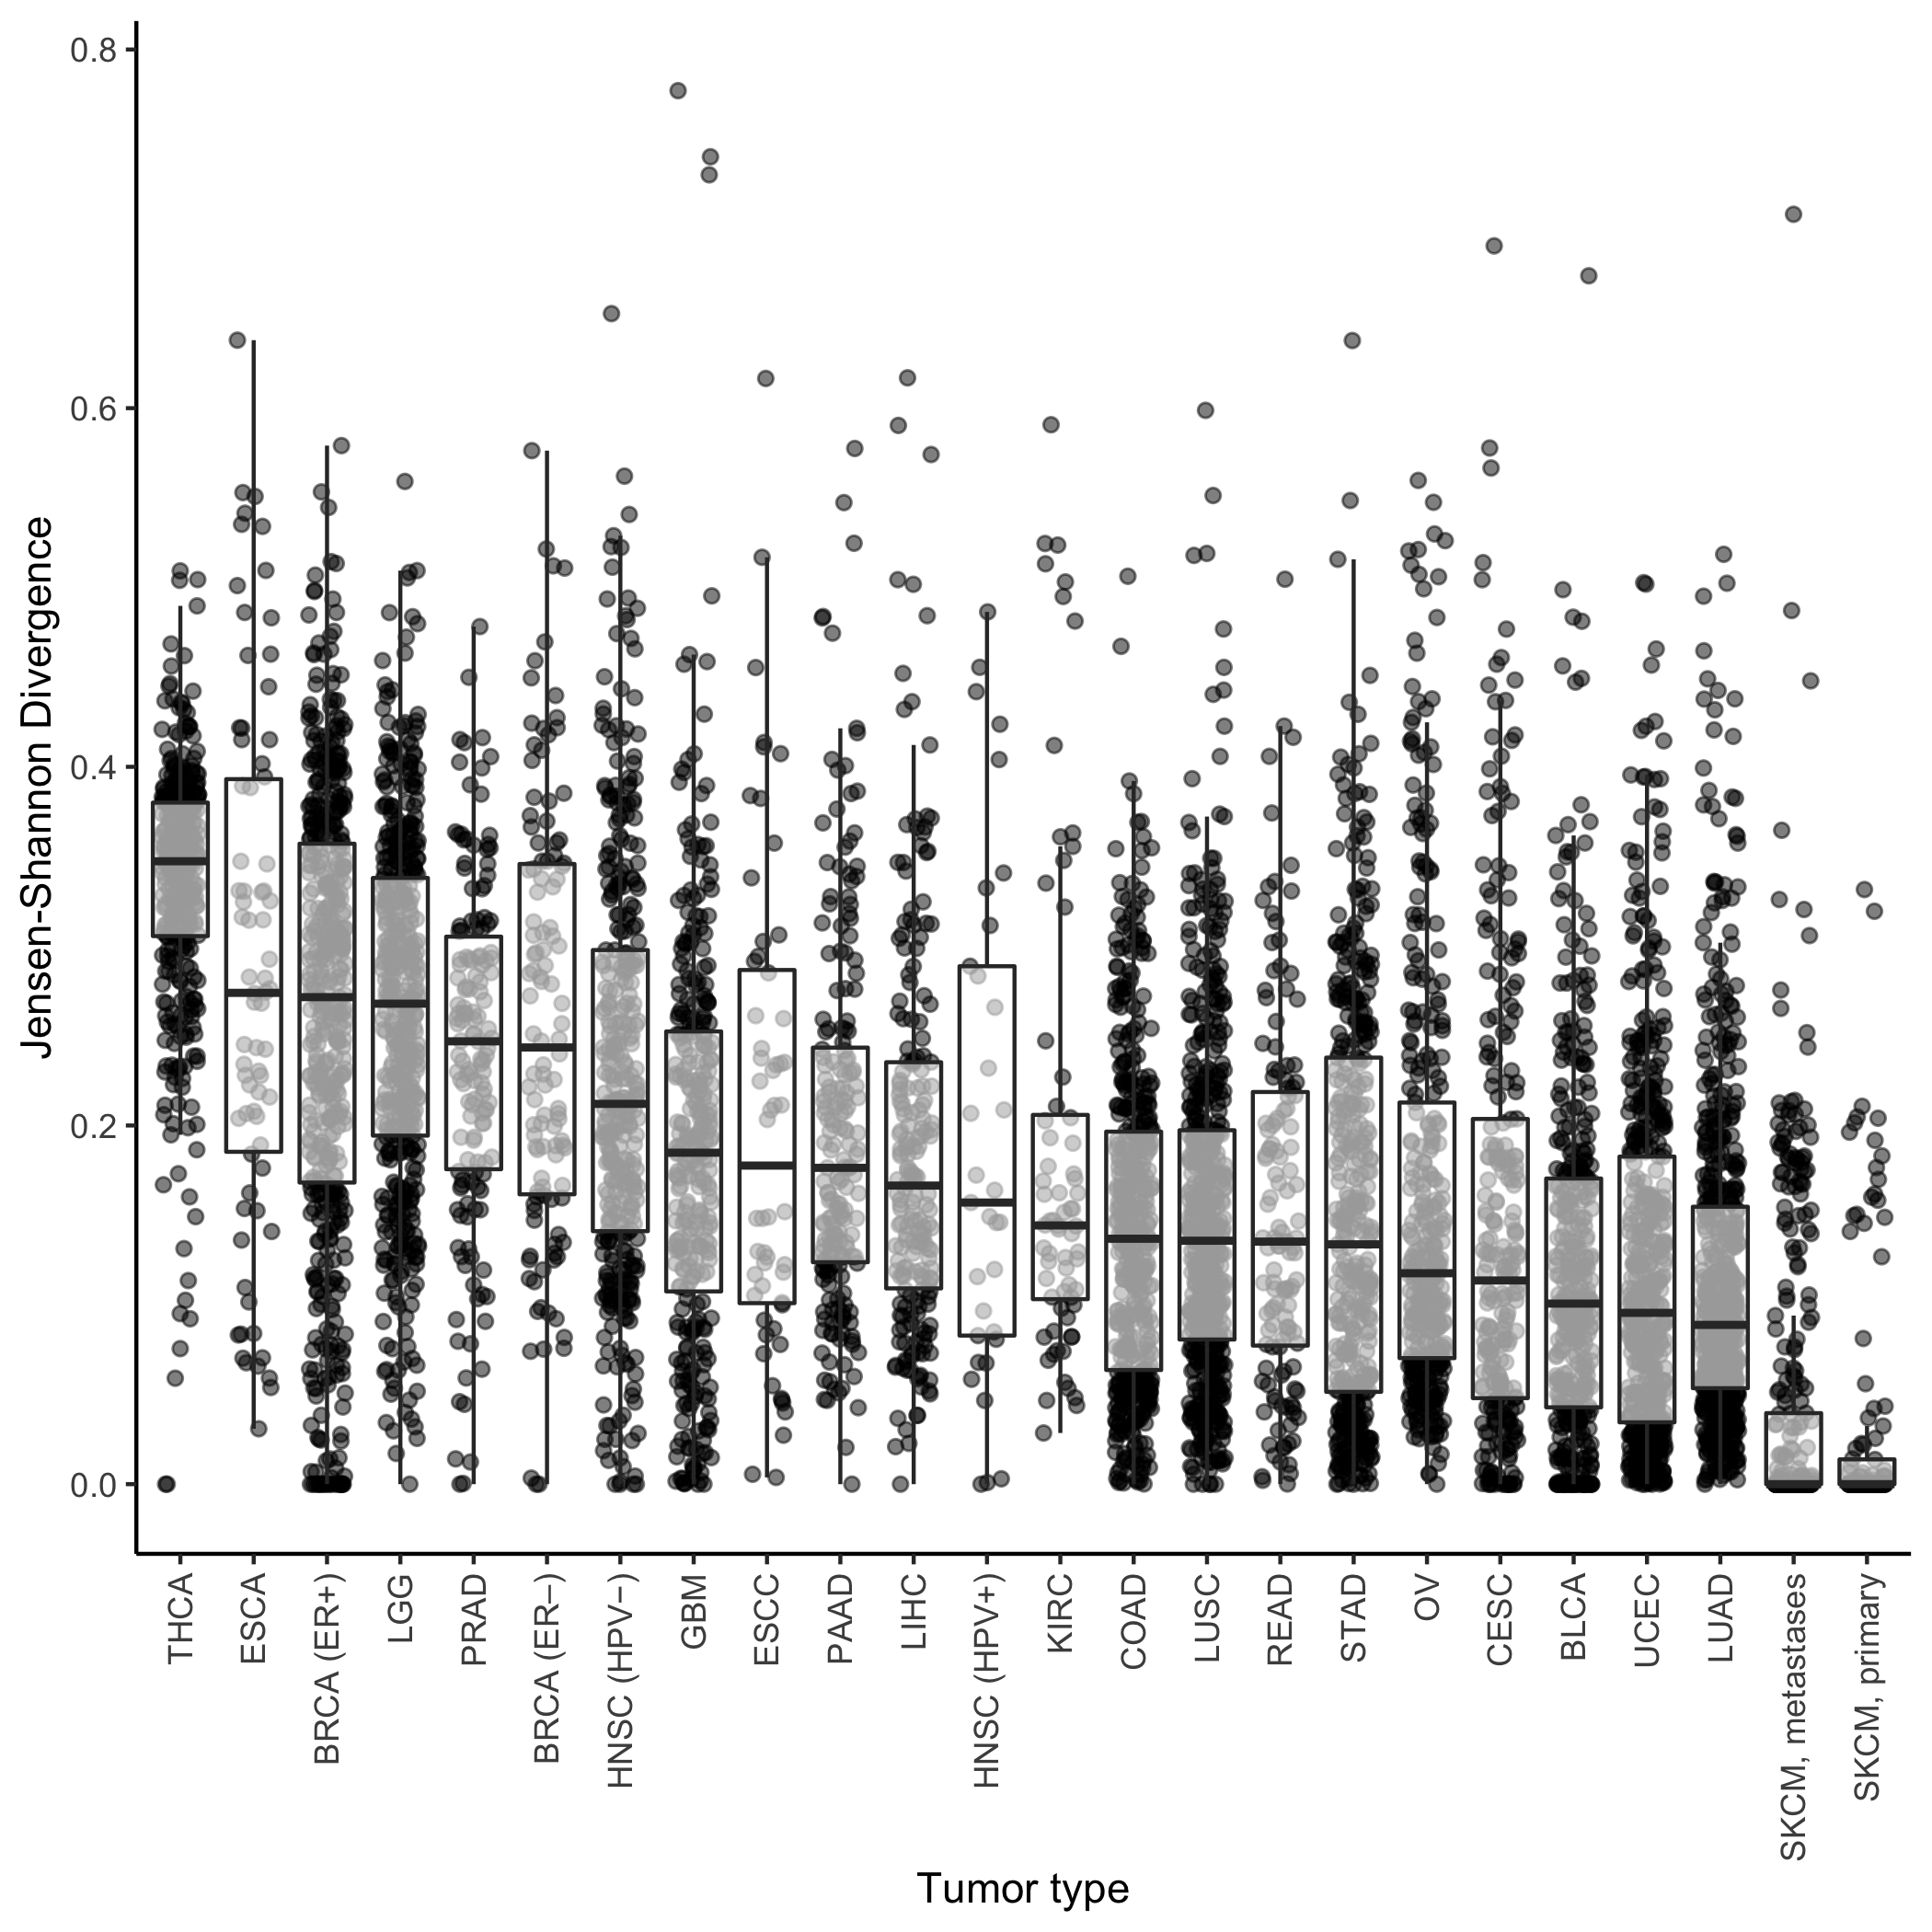 Jensen-Shannon Divergence
0.8
0.6
0.4
0.2
0.0
THCA
ESCA
BRCA (ER+)
LGG
PRAD
BRCA (ER−)
HNSC (HPV−)
GBM
ESCC
PAAD
LIHC
HNSC (HPV+)
KIRC
COAD
LUSC
READ
STAD
OV
CESC
BLCA
UCEC
LUAD
SKCM, metastases
SKCM, primary
Tumor type